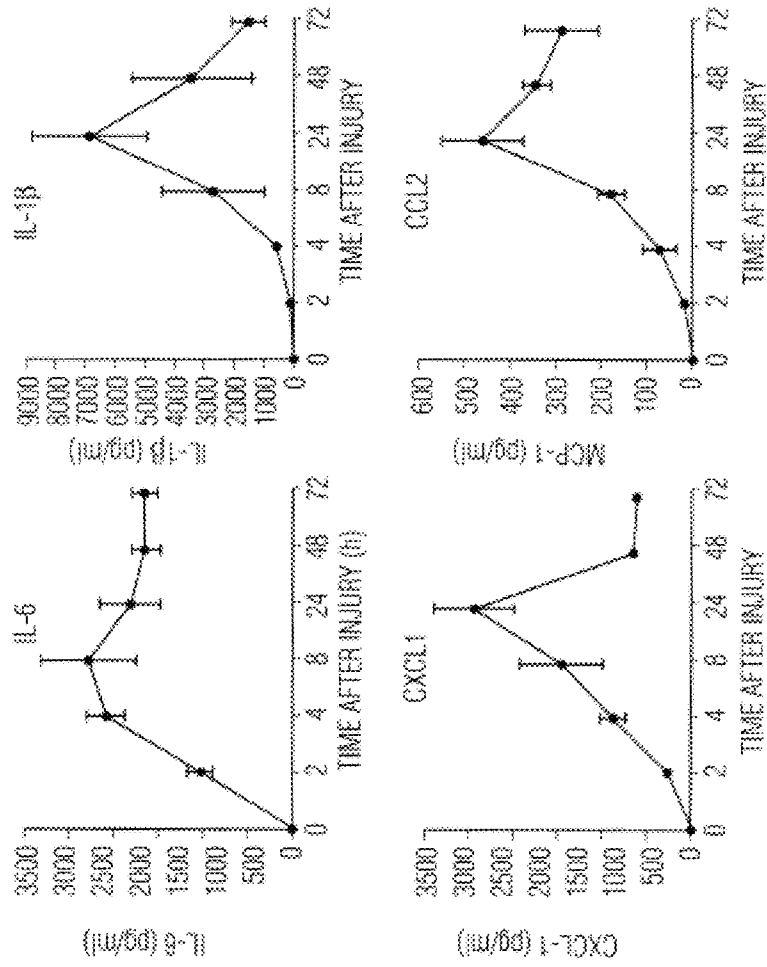 IL-6
IL-6 (pg/ml)
3500
3000
2500
2000
1500
1000
500
0
0 2 4 8 24 48 72
TIME AFTER INJURY (h)
IL-1β
IL-1β (pg/ml)
9000
8000
7000
6000
5000
4000
3000
2000
1000
0
0 2 4 8 24 48 72
TIME AFTER INJURY
CXCL1
CXCL-1 (pg/ml)
3500
3000
2500
2000
1500
1000
500
0
0 2 4 8 24 48 72
TIME AFTER INJURY
CCL2
MCP-1 (pg/ml)
600
500
400
300
200
100
0
0 2 4 8 24 48 72
TIME AFTER INJURY